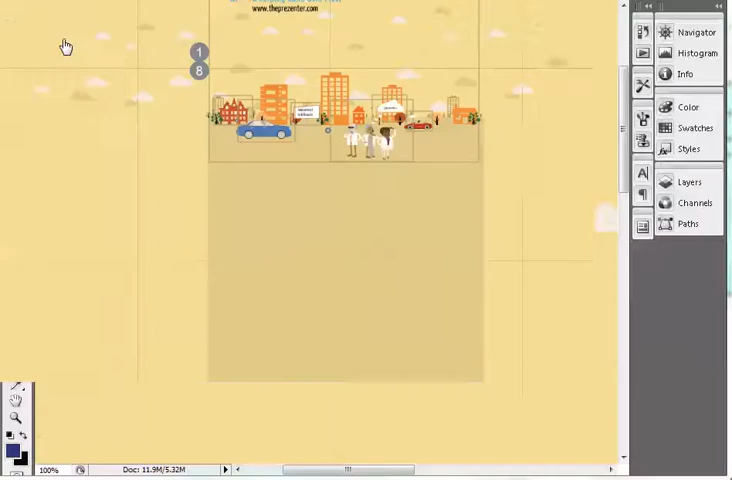 www.theprezenter.com
1
8
Navigator
Histogram
Info
Color
Swatches
Styles
A
Layers
Channels
Paths
100%
Doc: 11.9M/5.32M